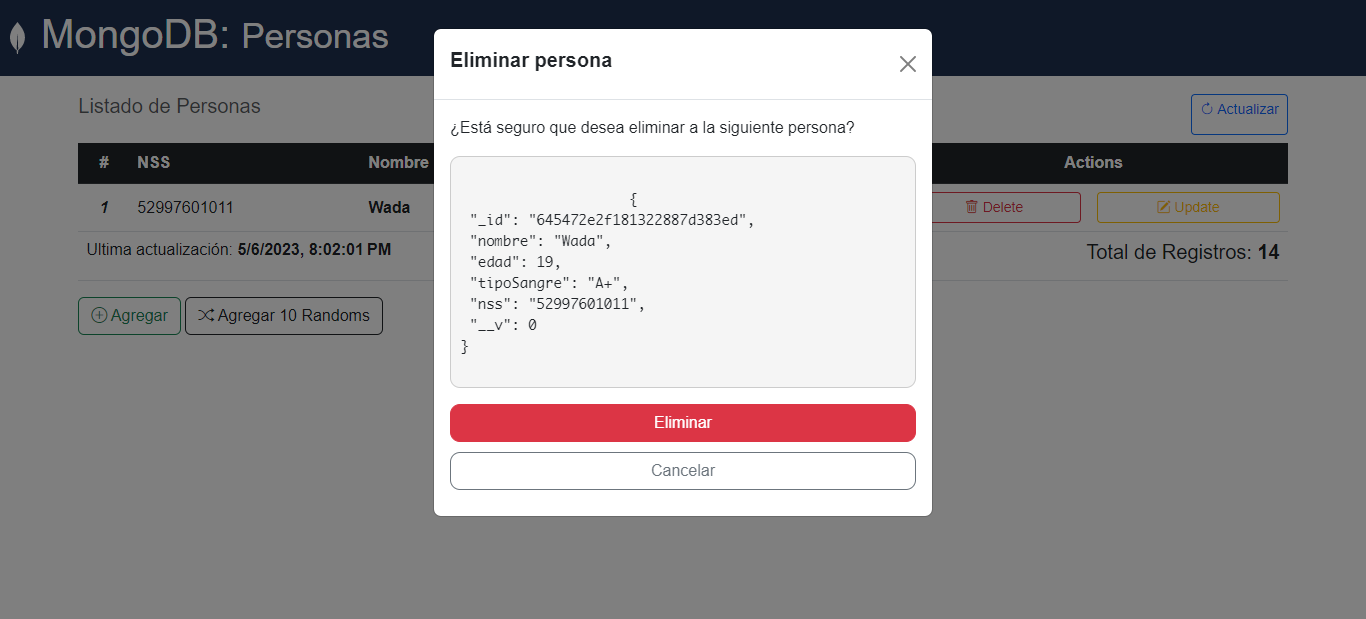 MongoDB: Personas
Eliminar persona
Listado de Personas
Actualizar
¿Está seguro que desea eliminar a la siguiente persona?
# NSS Nombre Actions
1 52997601011 Wada Delete Update
Ultima actualización: 5/6/2023, 8:02:01 PM
Total de Registros: 14
{
"_id": "645472e2f181322887d383ed",
"nombre": "Wada",
"edad": 19,
"tipoSangre": "A+",
"nss": "52997601011",
"__v": 0
}
Agregar Agregar 10 Randoms
Eliminar
Cancelar